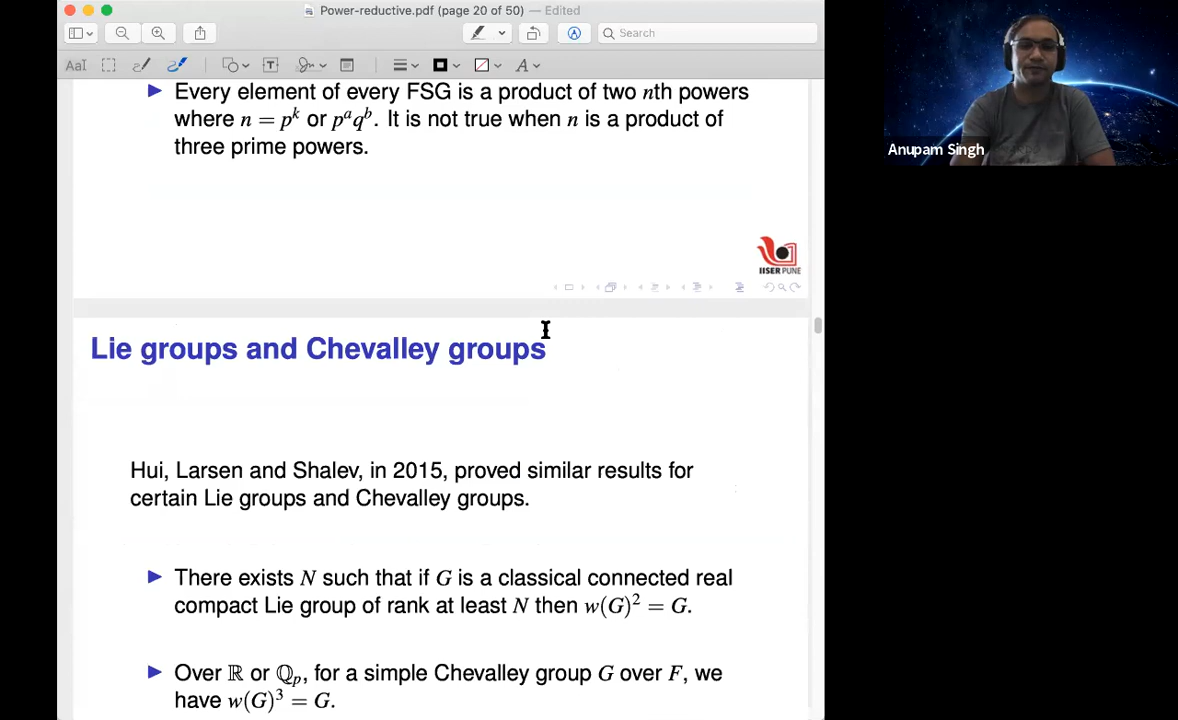 Power-reductive.pdf (page 20 of 50) — Edited
Search
AaI
T
A
Every element of every FSG is a product of two nth powers
where n = p^k or p^a q^b. It is not true when n is a product of
three prime powers.
IISER PUNE
Lie groups and Chevalley groups
Hui, Larsen and Shalev, in 2015, proved similar results for
certain Lie groups and Chevalley groups.
There exists N such that if G is a classical connected real
compact Lie group of rank at least N then w(G)² = G.
Over ℝ or ℚ_p, for a simple Chevalley group G over F, we
have w(G)³ = G.
Anupam Singh